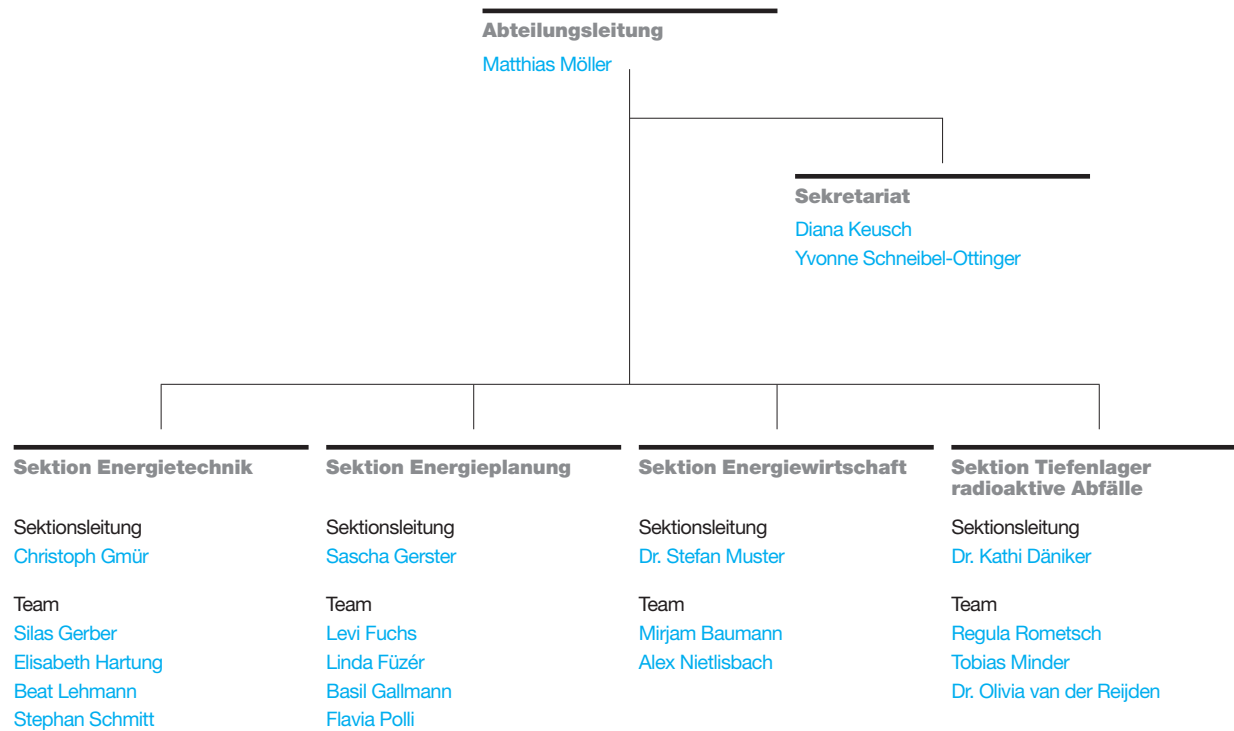 Abteilungsleitung
Matthias Möller
Sekretariat
Diana Keusch
Yvonne Schneibel-Ottinger
Sektion Energietechnik
Sektionsleitung
Christoph Gmür
Team
Silas Gerber
Elisabeth Hartung
Beat Lehmann
Stephan Schmitt
Sektion Energieplanung
Sektionsleitung
Sascha Gerster
Team
Levi Fuchs
Linda Füzér
Basil Gallmann
Flavia Polli
Sektion Energiewirtschaft
Sektionsleitung
Dr. Stefan Muster
Team
Mirjam Baumann
Alex Nietlisbach
Sektion Tiefenlager
radioaktive Abfälle
Sektionsleitung
Dr. Kathi Däniker
Team
Regula Rometsch
Tobias Minder
Dr. Olivia van der Reijden